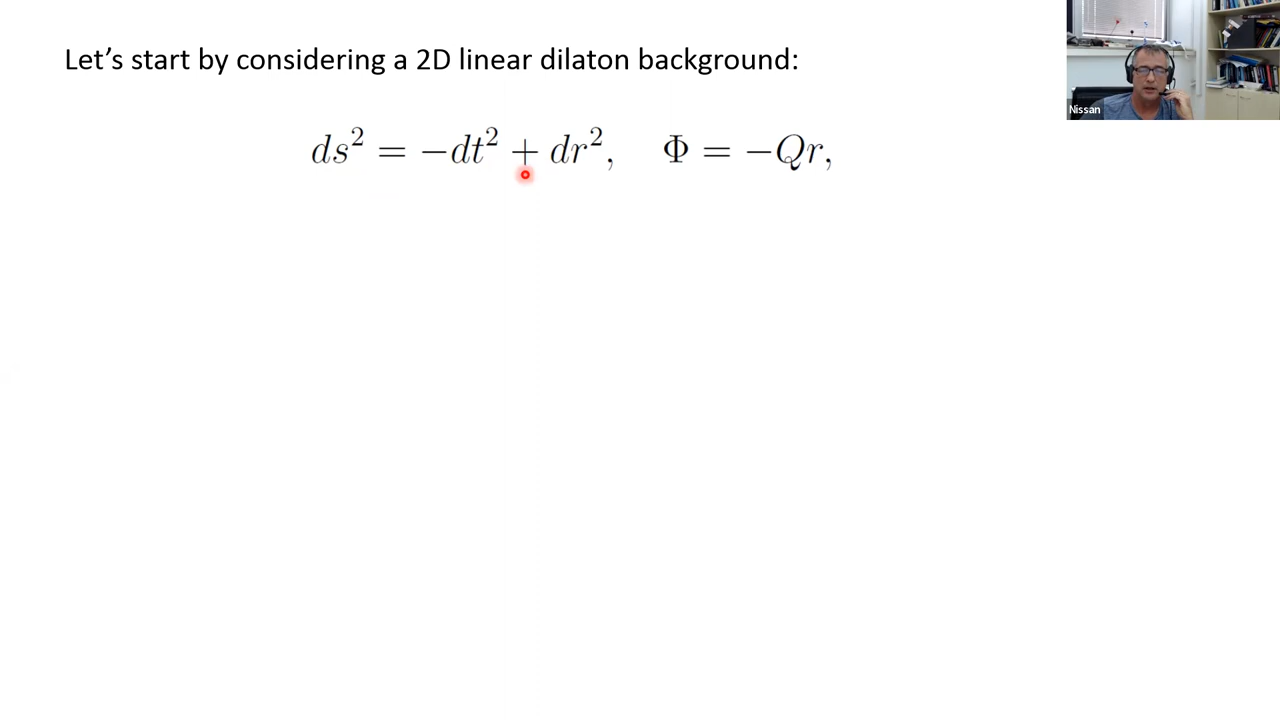 Let's start by considering a 2D linear dilaton background:
ds² = −dt² + dr², Φ = −Qr,
Nissan